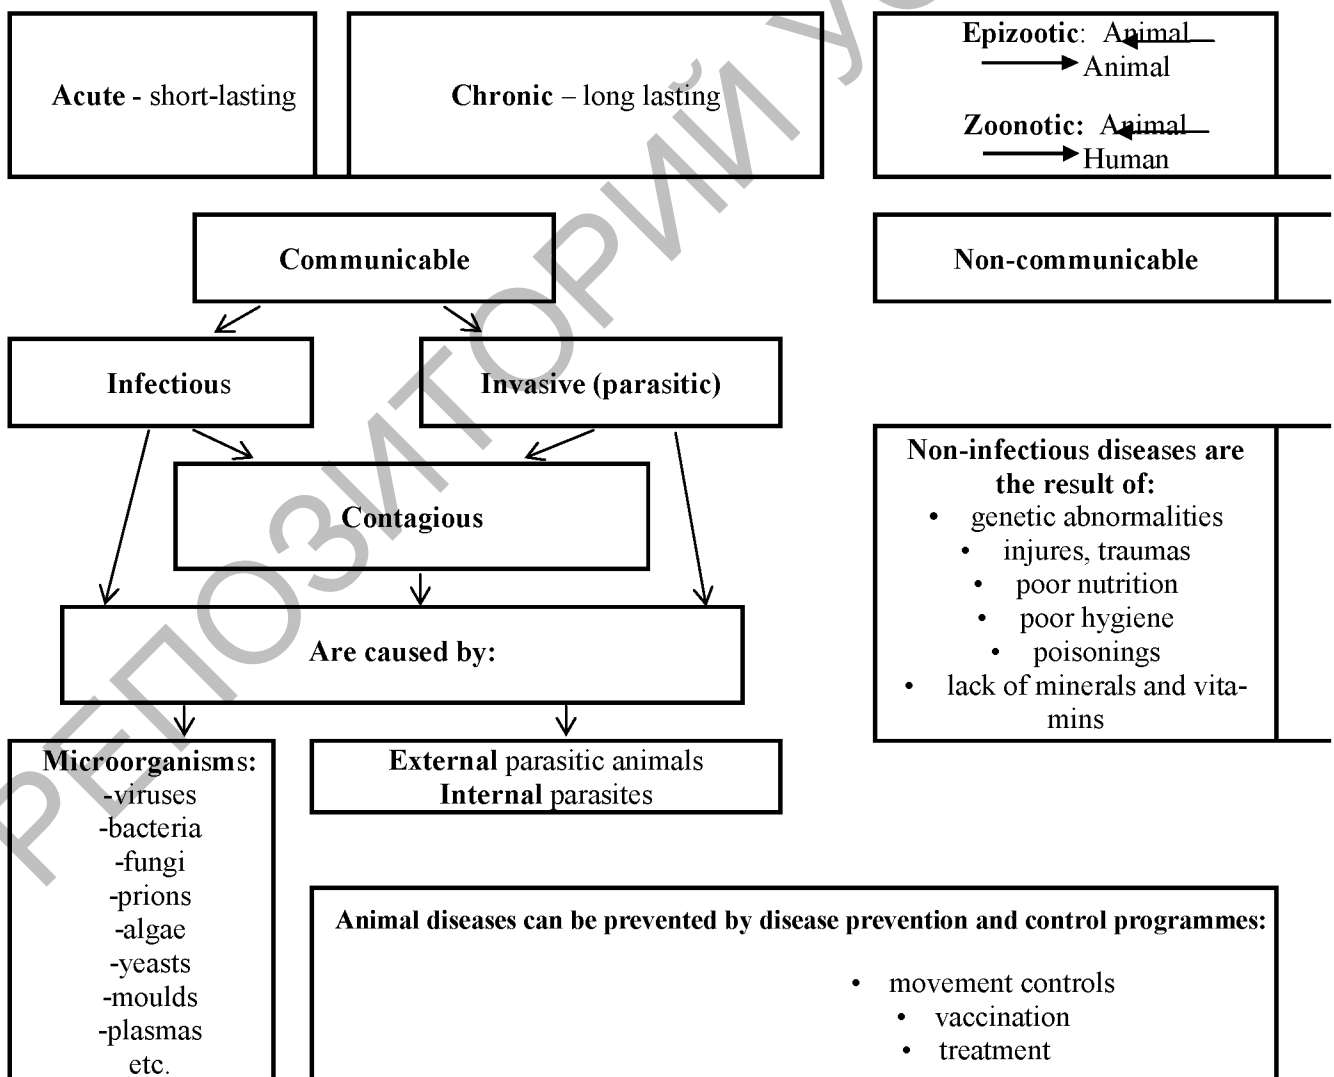 Acute - short-lasting
Chronic – long lasting
Epizootic: Animal
Animal
Zoonotic: Animal
Human
Communicable
Non-communicable
Infectious
Invasive (parasitic)
Contagious
Are caused by:
Non-infectious diseases are
the result of:
• genetic abnormalities
• injures, traumas
• poor nutrition
• poor hygiene
• poisonings
• lack of minerals and vita-
mins
Microorganisms:
-viruses
-bacteria
-fungi
-prions
-algae
-yeasts
-moulds
-plasmas
etc.
External parasitic animals
Internal parasites
Animal diseases can be prevented by disease prevention and control programmes:
• movement controls
• vaccination
• treatment
РЕПОЗИТОРИЙ